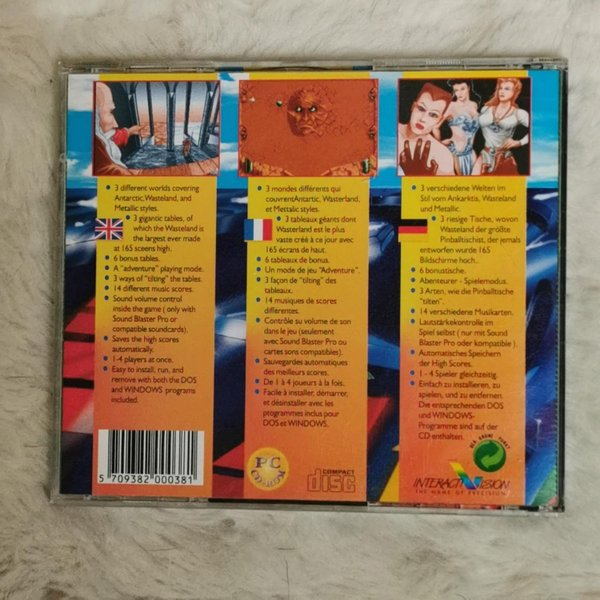 3 different worlds covering
Antarctic, Wasteland, and
Metallic styles.
3 gigantic tables, of
which the Wasteland is
the largest ever made
at 165 sceens high.
6 bonus tables.
A "adventure" playing mode.
3 ways of "tilting" the tables.
14 different music scores.
Sound volume control
inside the game ( only with
Sound Blaster Pro or
compatible soundcards).
Saves the high scores
automatically.
1-4 players at once.
Easy to install, run, and
remove with both the DOS
and WINDOWS programs
included.
5 709382 000381
3 mondes différents qui
couvrentAntartic, Wasterland,
et Mettalic styles.
3 tableaux géants dont
Wasterland est le plus
vaste créé à ce jour avec
165 écrans de haut.
6 tableaux de bonus.
Un mode de jeu "Adventure".
3 façon de "tilting" des
tableaux.
14 musiques de scores
differentes.
Contrôle su volume de son
dans le jeu (seulement
avec Sound Blaster Pro ou
cartes sons compatibles).
Sauvegardes automatiques
des meilleurs scores.
De 1 à 4 joueurs à la fois.
Facile à installer, démarrer,
et désinstaller avec les
programmes inclus pour
DOS et WINDOWS.
PC
CD-ROM
COMPACT
disc
3 verschiedene Welten im
Stil vom Ankarktis, Wasteland
und Metallic.
3 riesige Tische, wovon
Wasteland der größte
Pinballtischist, der jemals
entworfen wurde 165
Bildschirme hoch.
6 bonustische.
Abenteurer - Spielemodus.
3 Arten, wie die Pinballtische
"tilten".
14 verschiedene Musikarten.
Lautstärkekontrolle im
Spiel selbst ( nur mit Sound
Blaster Pro oder kompatible ).
Automatisches Speichern
der High Scores.
1 - 4 Spieler gleichzeitig.
Einfach zu installieren, zu
spielen, und zu entfernen.
Die entsprechenden DOS
und WINDOWS-
Programme sind auf der
CD enthalten.
DER GRÜNE PUNKT
INTERACTIVISION
THE NAME OF PRECISION